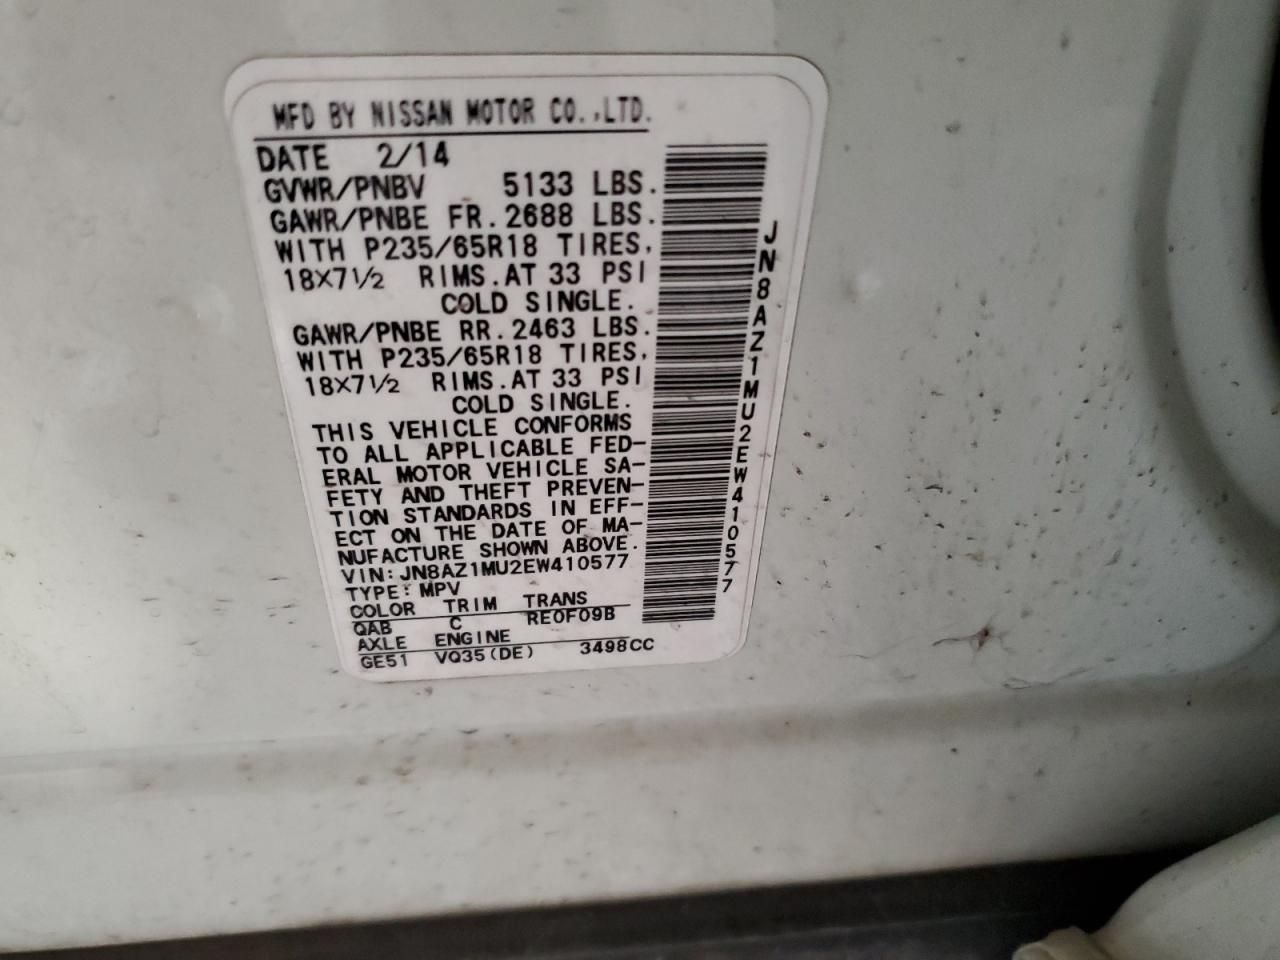 MFD BY NISSAN MOTOR CO.,LTD.
DATE 2/14
GVWR/PNBV 5133 LBS.
GAWR/PNBE FR.2688 LBS.
WITH P235/65R18 TIRES,
18X7½ RIMS.AT 33 PSI
COLD SINGLE.
GAWR/PNBE RR.2463 LBS.
WITH P235/65R18 TIRES,
18X7½ RIMS.AT 33 PSI
COLD SINGLE.
THIS VEHICLE CONFORMS
TO ALL APPLICABLE FED-
ERAL MOTOR VEHICLE SA-
FETY AND THEFT PREVEN-
TION STANDARDS IN EFF-
ECT ON THE DATE OF MA-
NUFACTURE SHOWN ABOVE.
VIN:JN8AZ1MU2EW410577
TYPE:MPV
COLOR TRIM TRANS
QAB C RE0F09B
AXLE ENGINE
GE51 VQ35(DE) 3498CC
JN8AZ1MU2EW410577